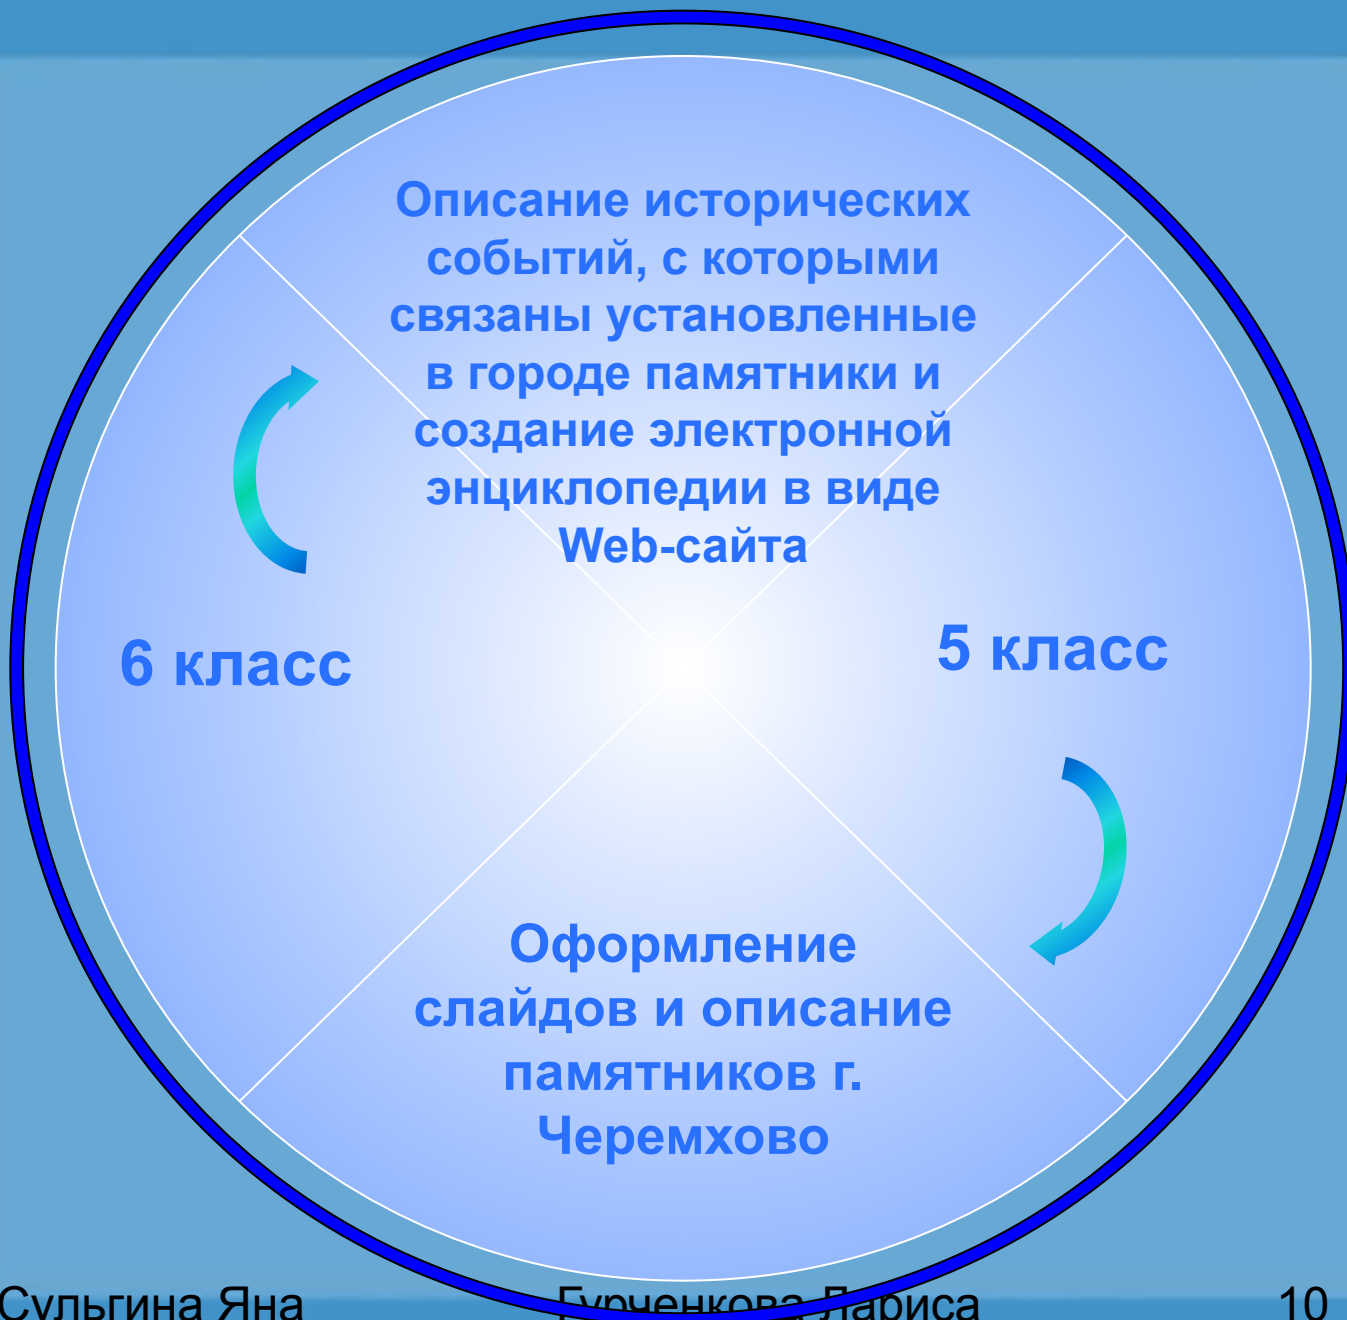 Описание исторических
событий, с которыми
связаны установленные
в городе памятники и
создание электронной
энциклопедии в виде
Web-сайта
6 класс
5 класс
Оформление
слайдов и описание
памятников г.
Черемхово
Сульгина Яна
Гурченкова Лариса
10